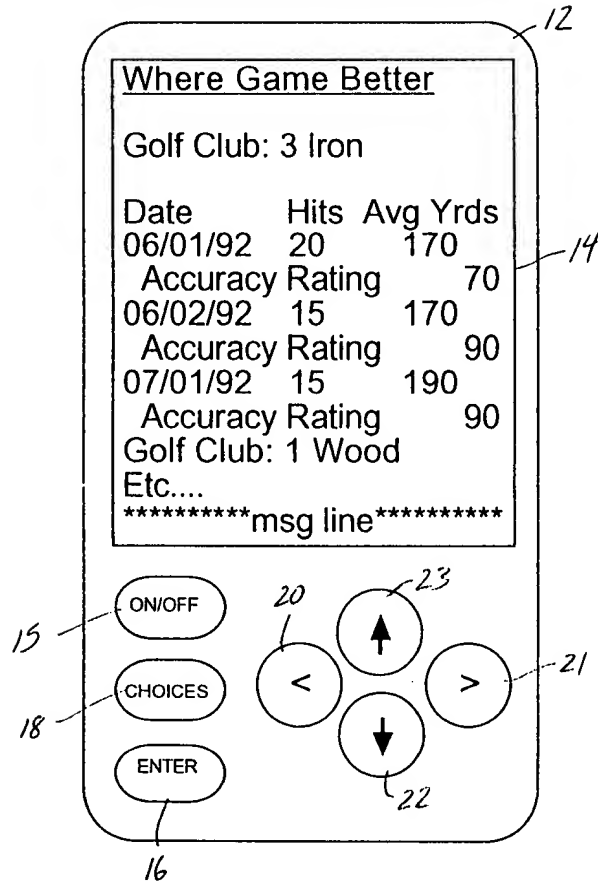 12
Where Game Better
Golf Club: 3 Iron
Date Hits Avg Yrds
06/01/92 20 170
14
Accuracy Rating 70
06/02/92 15 170
Accuracy Rating 90
07/01/92 15 190
Accuracy Rating 90
Golf Club: 1 Wood
Etc....
**********msg line**********
23
20
ON/OFF
15
<
>
21
CHOICES
18
ENTER
22
16